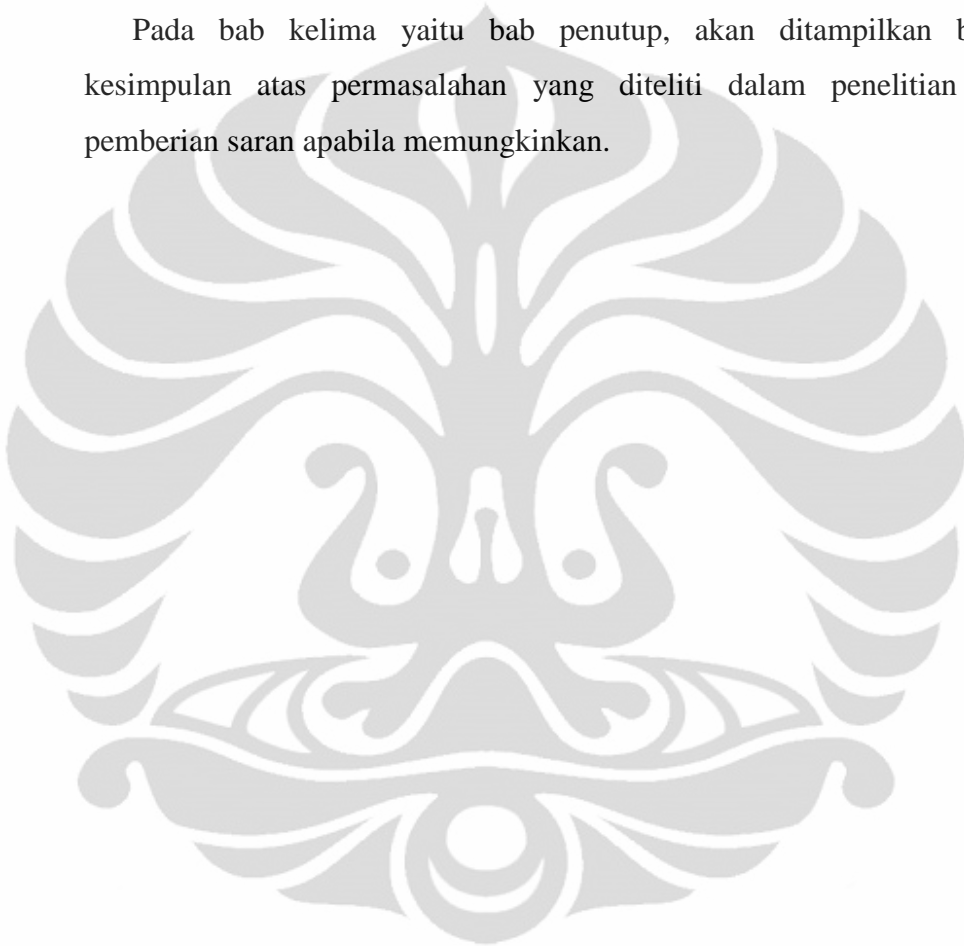 Pada bab kelima yaitu bab penutup, akan ditampilkan
kesimpulan atas permasalahan yang diteliti dalam penelitian
pemberian saran apabila memungkinkan.